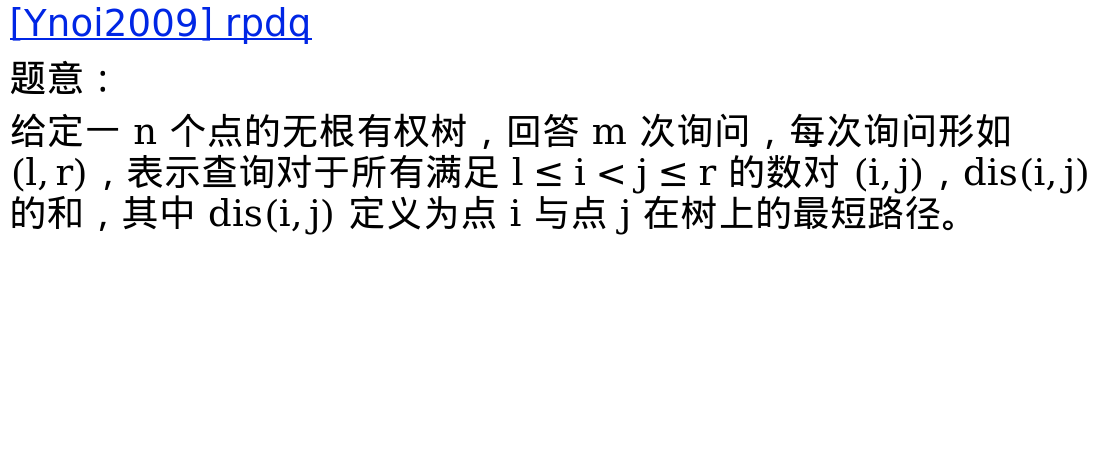 [Ynoi2009] rpdq
题意：
给定一 n 个点的无根有权树，回答 m 次询问，每次询问形如
(l, r)，表示查询对于所有满足 l ≤ i < j ≤ r 的数对 (i, j)，dis(i, j)
的和，其中 dis(i, j) 定义为点 i 与点 j 在树上的最短路径。